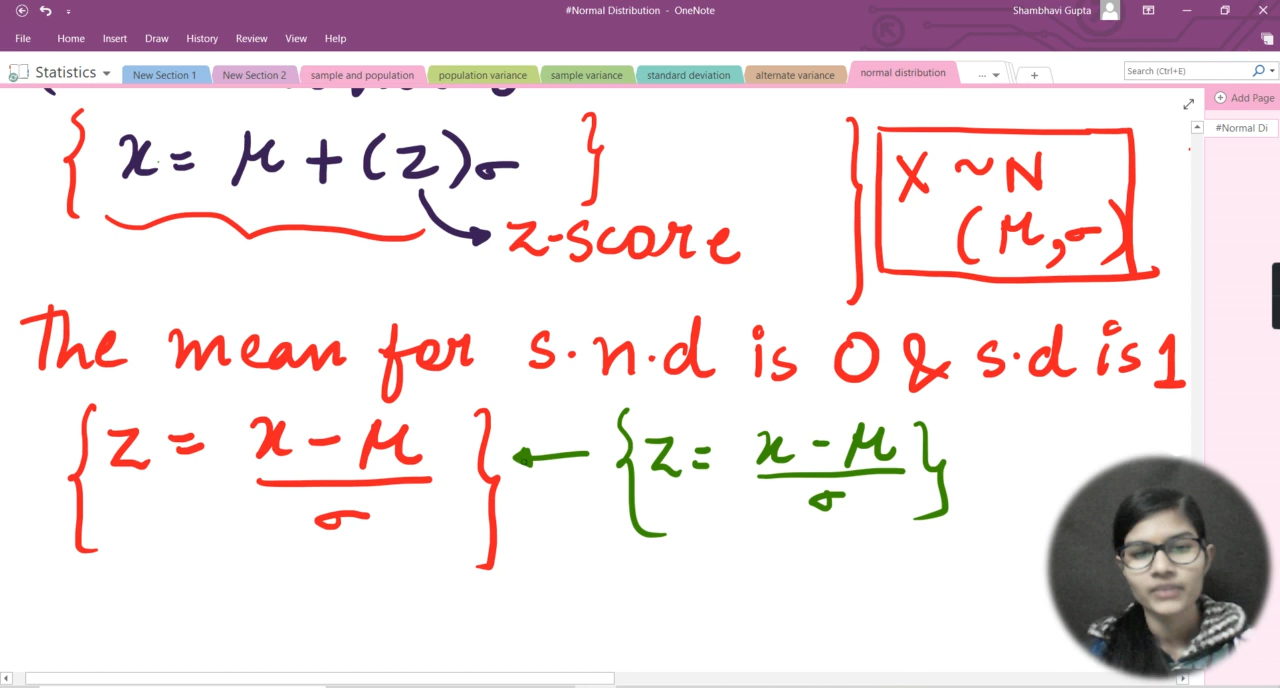 #Normal Distribution - OneNote
Shambhavi Gupta
File Home Insert Draw History Review View Help
Statistics
New Section 1
New Section 2
sample and population
population variance
sample variance
standard deviation
alternate variance
normal distribution
...
Search (Ctrl+E)
Add Page
#Normal Di
{ x = μ + (z)σ }
z-score
} X ~ N
(μ, σ)
The mean for s.n.d is 0 & s.d is 1
{ z = x - μ / σ } ← { z = x - μ / σ }